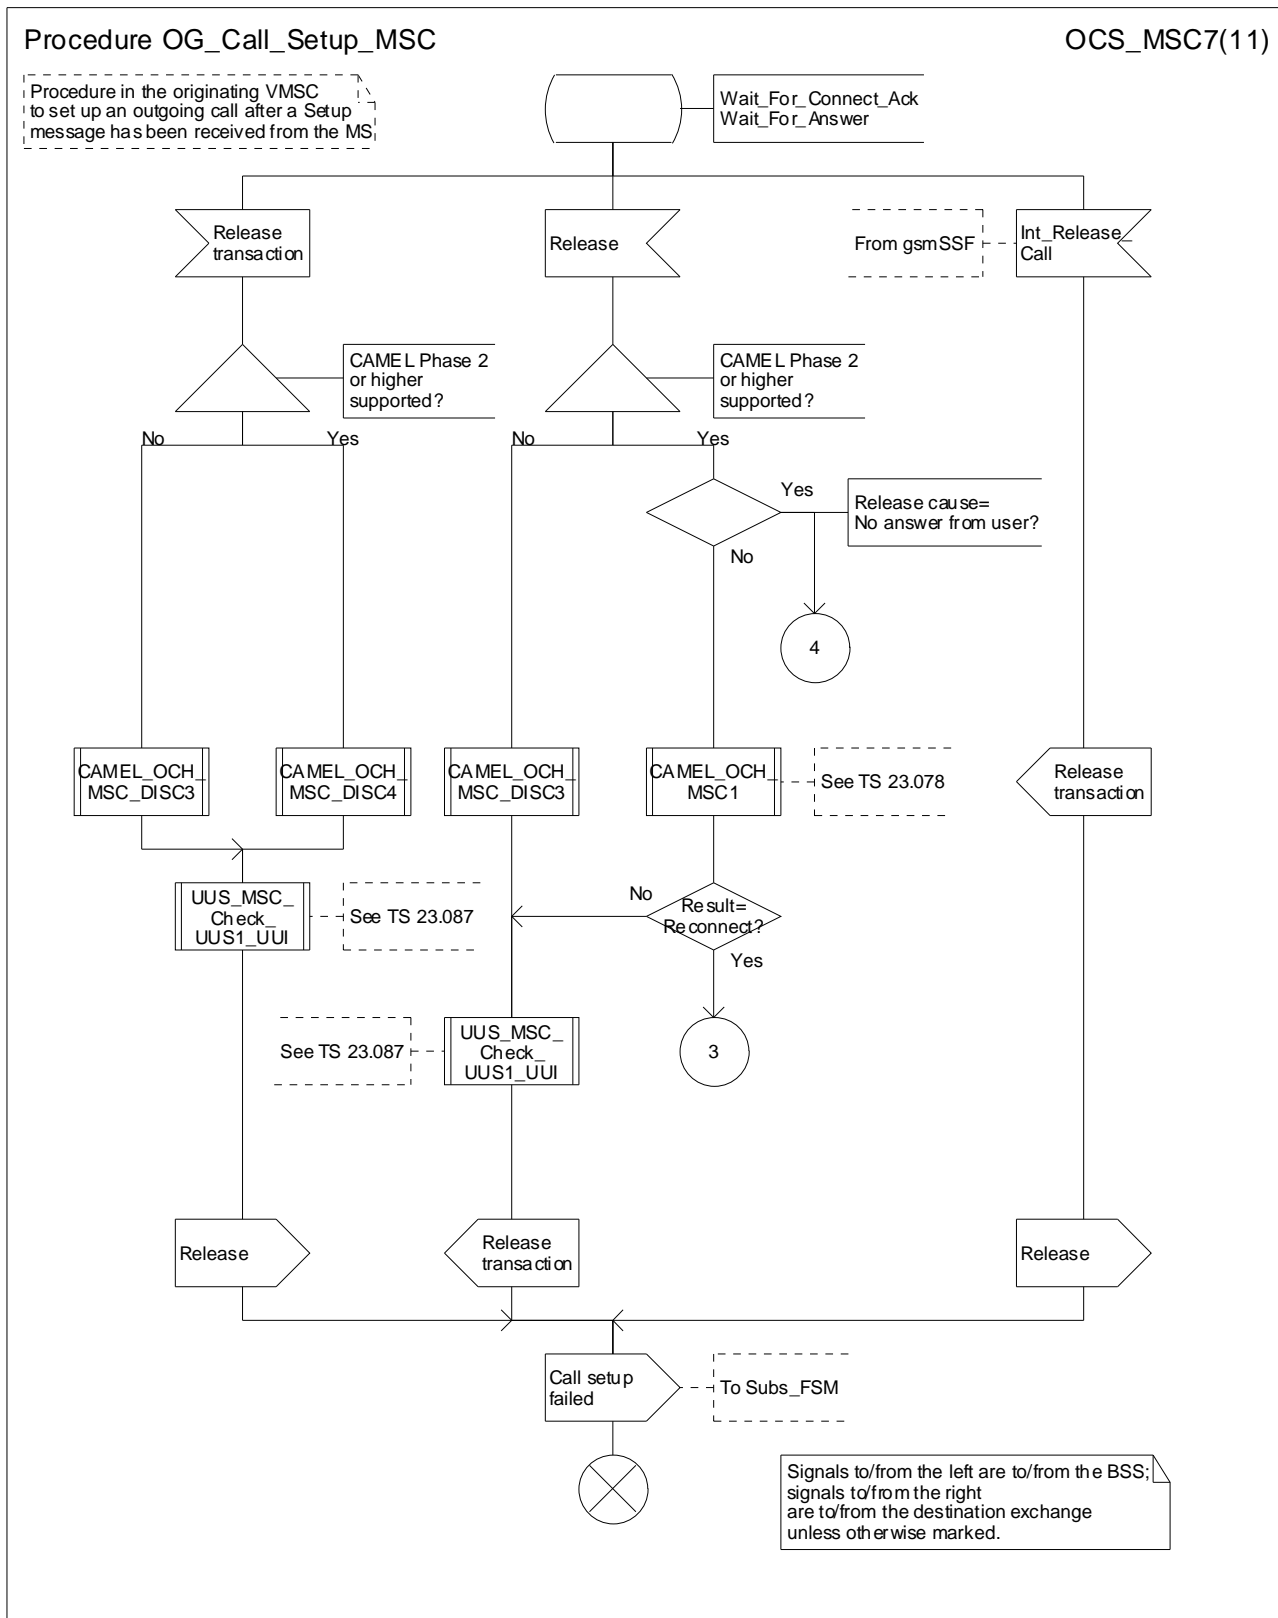 Procedure OG_Call_Setup_MSC
OCS_MSC7(11)
Procedure in the originating VMSC
to set up an outgoing call after a Setup
message has been received from the MS
Wait_For_Connect_Ack
Wait_For_Answer
Release
transaction
Release
From gsmSSF
Int_Release_
Call
CAMEL Phase 2
or higher
supported?
CAMEL Phase 2
or higher
supported?
No
Yes
No
Yes
Yes
Release cause=
No answer from user?
No
4
CAMEL_OCH_
MSC_DISC3
CAMEL_OCH_
MSC_DISC4
CAMEL_OCH_
MSC_DISC3
CAMEL_OCH_
MSC1
See TS 23.078
Release
transaction
UUS_MSC_
Check_
UUS1_UUI
See TS 23.087
No
Result=
Reconnect?
Yes
See TS 23.087
UUS_MSC_
Check_
UUS1_UUI
3
Release
Release
transaction
Release
Call setup
failed
To Subs_FSM
Signals to/from the left are to/from the BSS;
signals to/from the right
are to/from the destination exchange
unless otherwise marked.